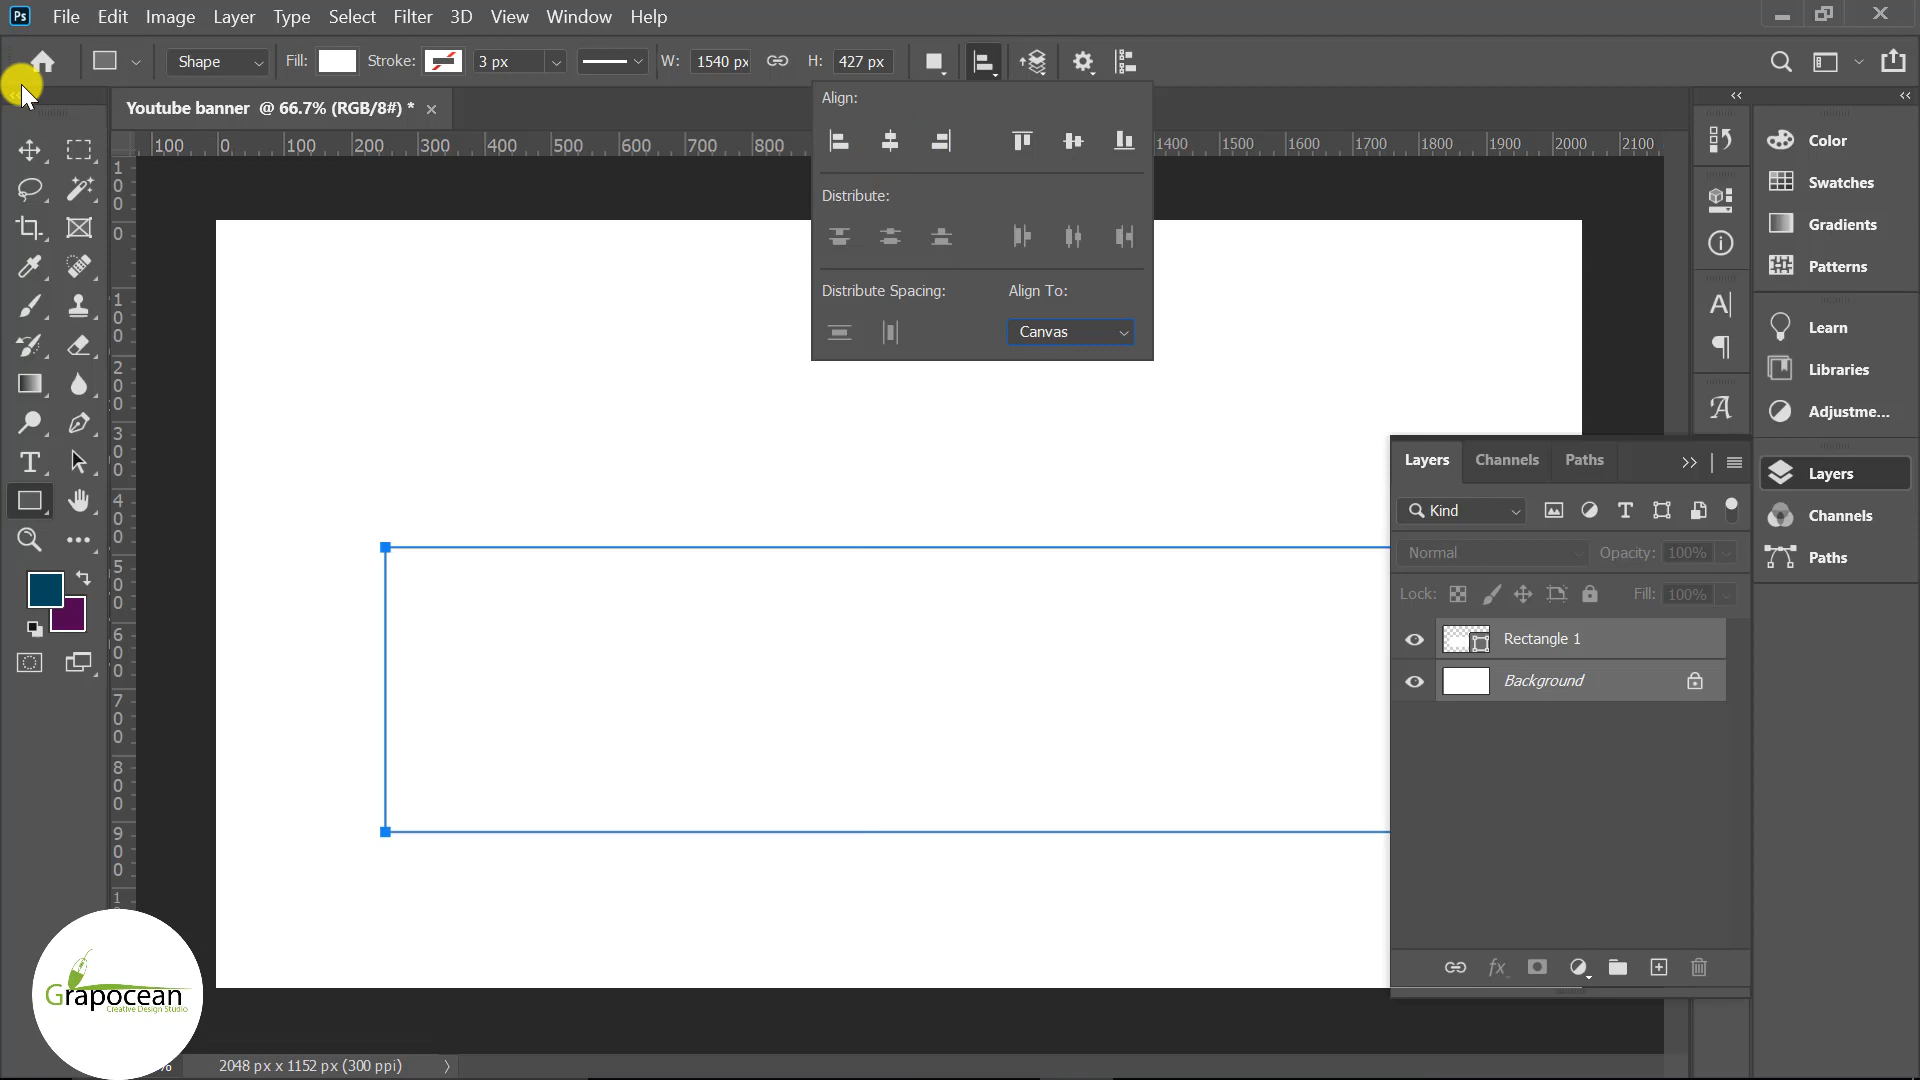 Ps File Edit Image Layer Type Select Filter 3D View Window Help
Shape Fill: Stroke: 3 px W: 1540 px H: 427 px
Youtube banner @ 66.7% (RGB/8#) * ×
100 0 100 200 300 400 500 600 700 800 1400 1500 1600 1700 1800 1900 2000 2100
Align:
Distribute:
Distribute Spacing: Align To:
Canvas
Color
Swatches
Gradients
Patterns
Learn
Libraries
Adjustme...
Layers
Channels
Paths
Layers Channels Paths
Kind
Normal Opacity: 100%
Lock: Fill: 100%
Rectangle 1
Background
fx
100
0
100
200
300
400
500
600
700
800
900
Grapocean
Creative Design Studio
% 2048 px x 1152 px (300 ppi)